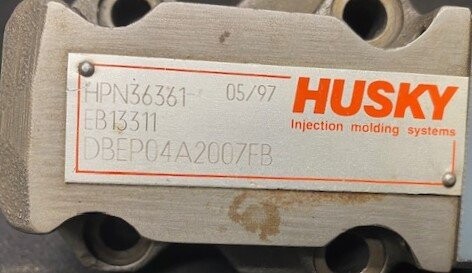 HPN36361 05/97 HUSKY
EB13311 Injection molding systems
DBEP04A2007FB